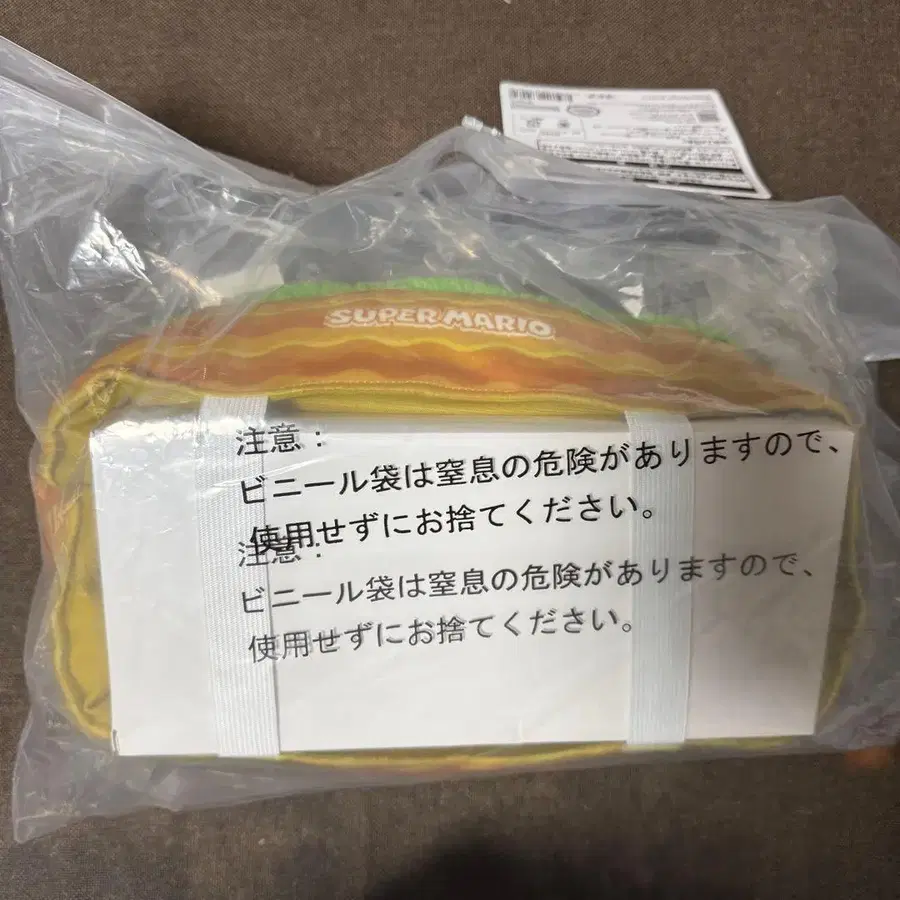 SUPER MARIO
注意：
ビニール袋は窒息の危険がありますので、
使用せずにお捨てください。
注意：
ビニール袋は窒息の危険がありますので、
使用せずにお捨てください。